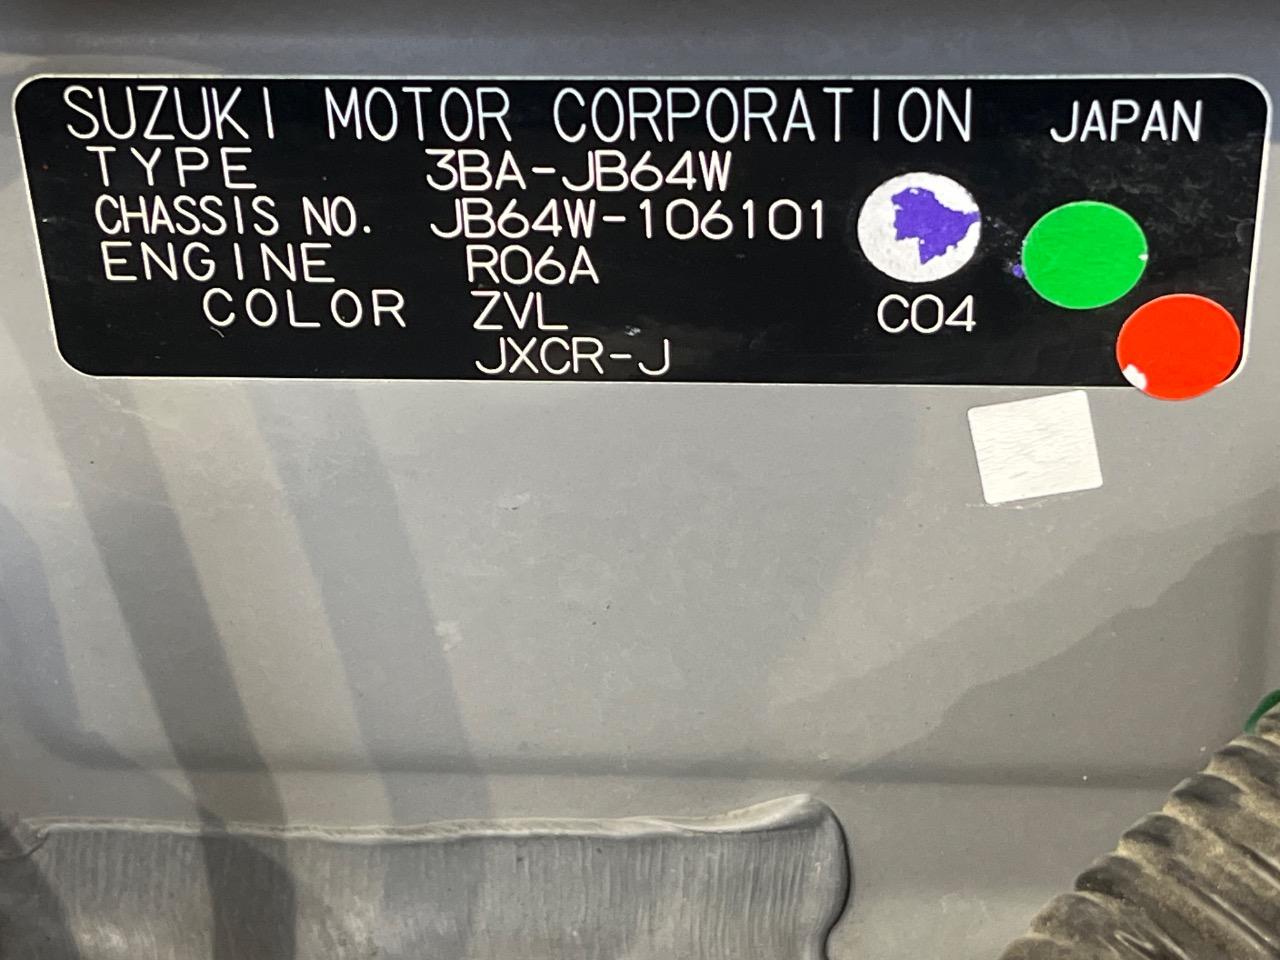 SUZUKI MOTOR CORPORATION JAPAN
TYPE 3BA-JB64W
CHASSIS NO. JB64W-106101
ENGINE R06A
COLOR ZVL C04
JXCR-J